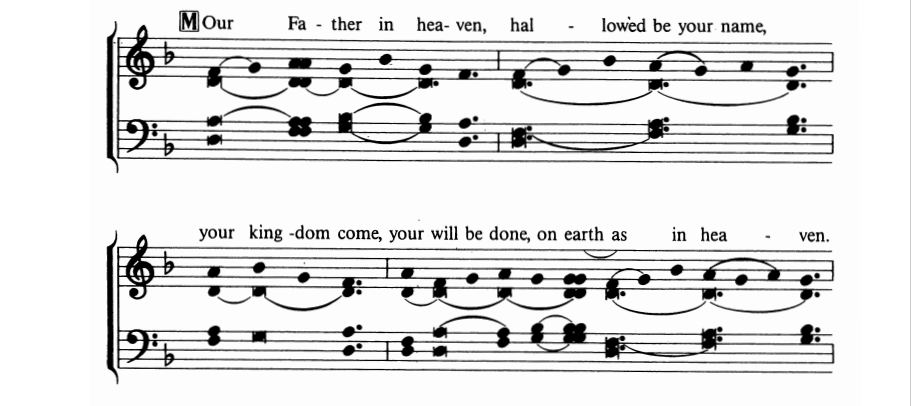 M Our Fa - ther in hea- ven, hal - lowèd be your name,
your king -dom come, your will be done, on earth as in hea - ven.